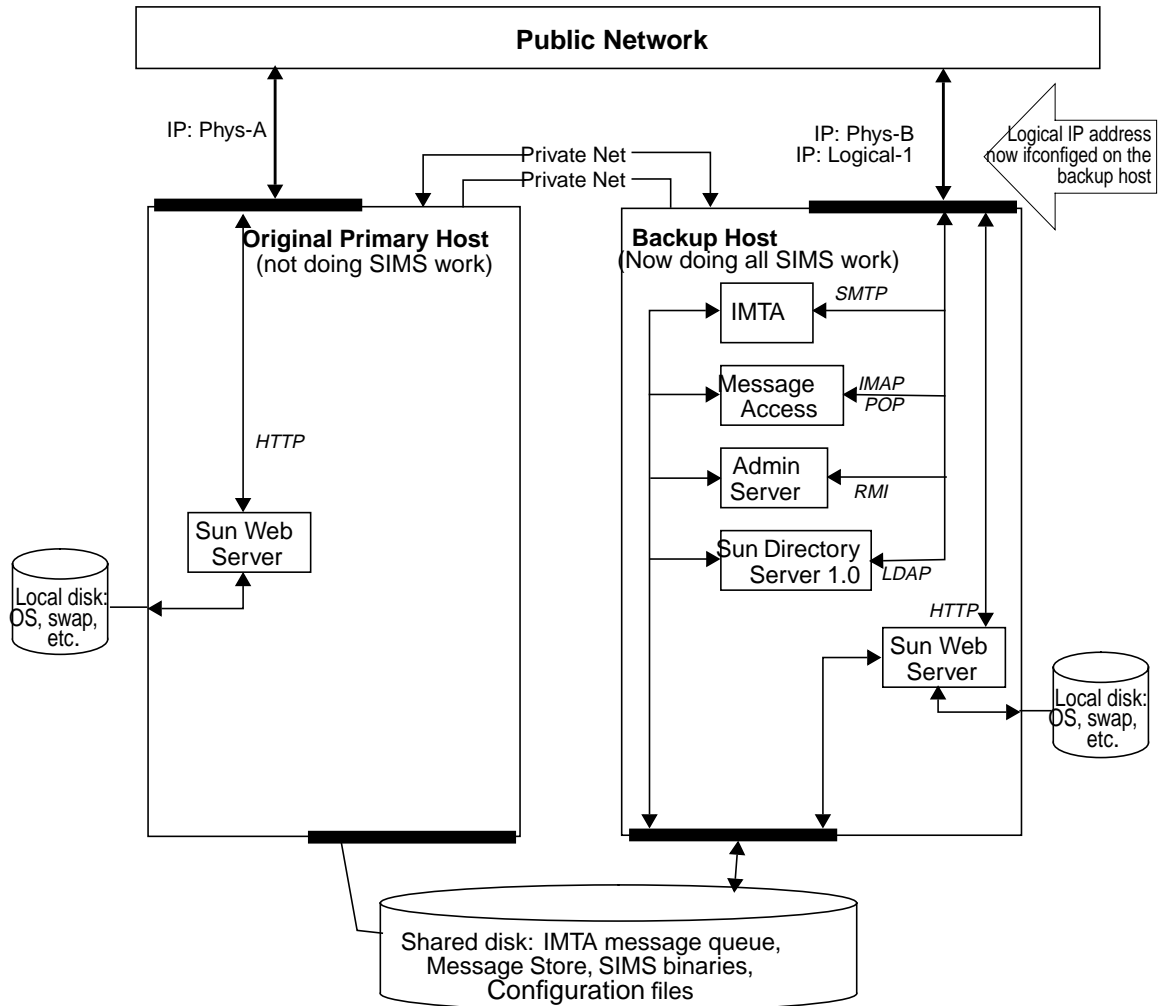 Public Network
IP: Phys-A
IP: Phys-B
IP: Logical-1
Logical IP address
now ifconfiged on the
backup host
Private Net
Private Net
Original Primary Host
(not doing SIMS work)
Backup Host
(Now doing all SIMS work)
IMTA
SMTP
Message
Access
IMAP
POP
HTTP
Admin
Server
RMI
Sun Web
Server
Sun Directory
Server 1.0
LDAP
Local disk:
OS, swap,
etc.
HTTP
Sun Web
Server
Local disk:
OS, swap,
etc.
Shared disk: IMTA message queue,
Message Store, SIMS binaries,
Configuration files